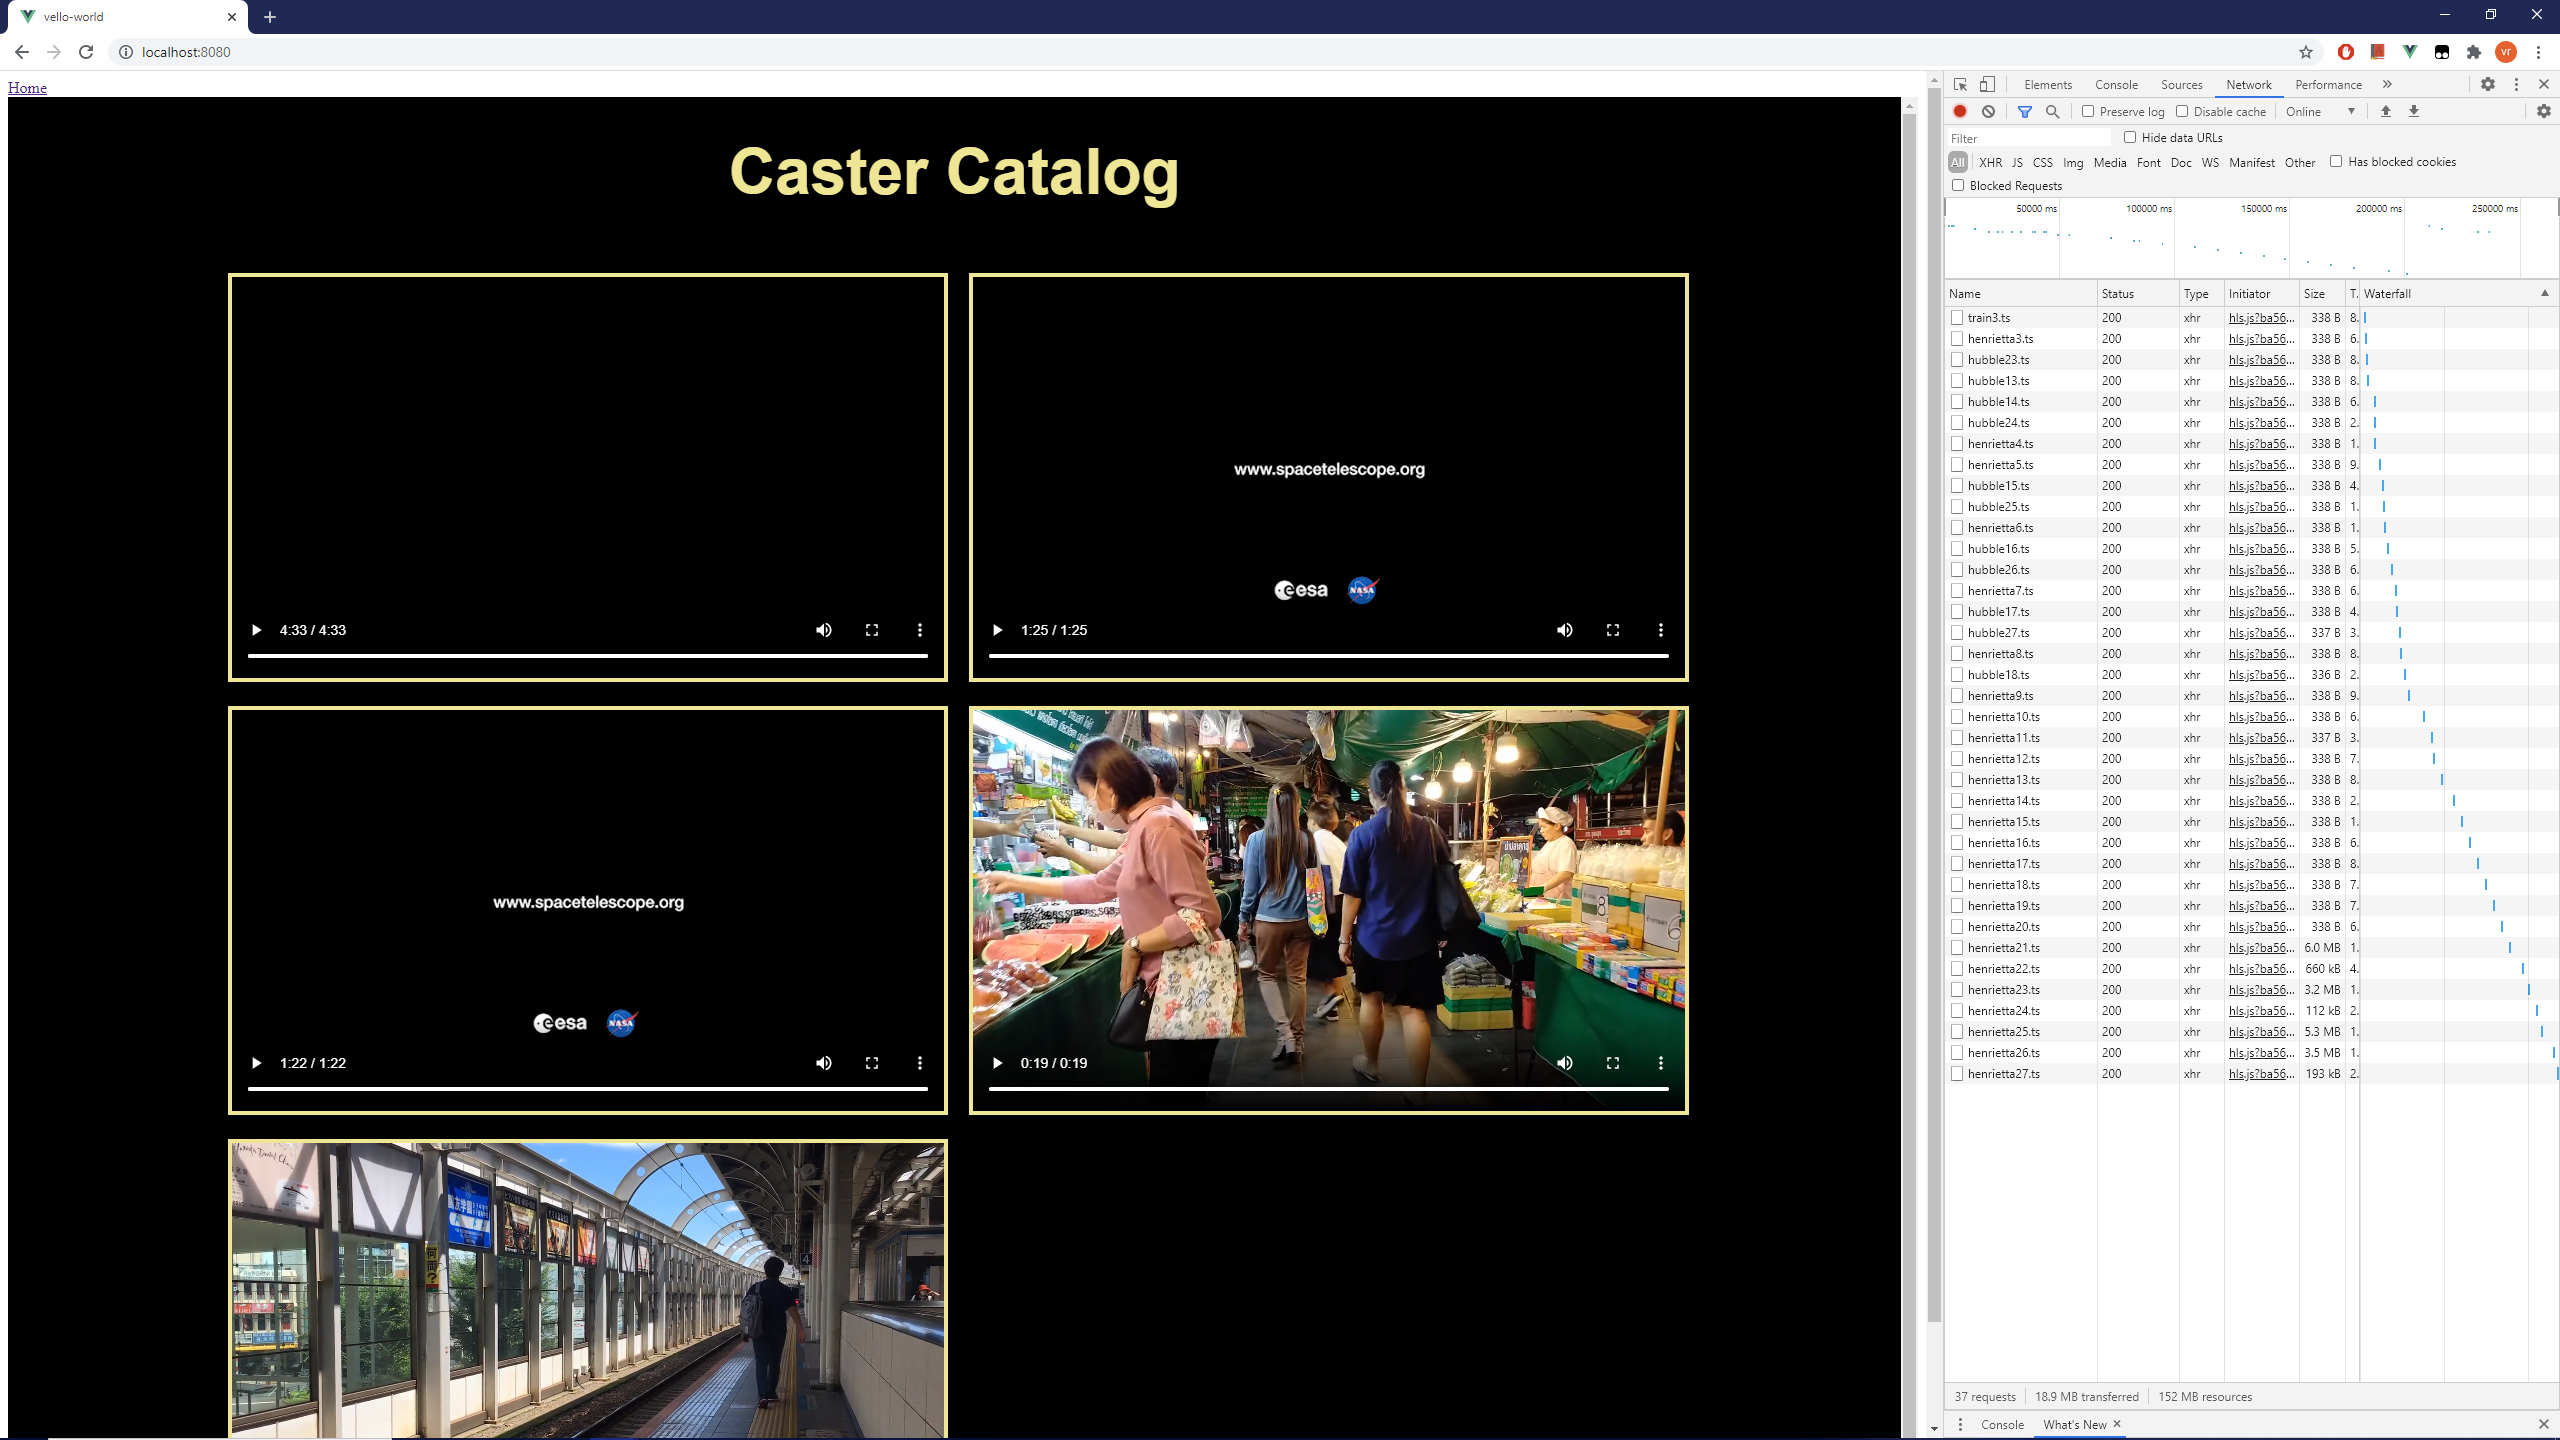 vello-world
localhost:8080
vr
Home
Caster Catalog
4:33 / 4:33
www.spacetelescope.org
esa NASA
1:25 / 1:25
www.spacetelescope.org
esa NASA
1:22 / 1:22
8
6
0:19 / 0:19
何
両?
4
Elements Console Sources Network Performance
Preserve log Disable cache Online
Filter Hide data URLs
All XHR JS CSS Img Media Font Doc WS Manifest Other Has blocked cookies
Blocked Requests
50000 ms 100000 ms 150000 ms 200000 ms 250000 ms
Name Status Type Initiator Size T. Waterfall
train3.ts 200 xhr hls.js?ba56... 338 B 8.
henrietta3.ts 200 xhr hls.js?ba56... 338 B 6.
hubble23.ts 200 xhr hls.js?ba56... 338 B 8.
hubble13.ts 200 xhr hls.js?ba56... 338 B 8.
hubble14.ts 200 xhr hls.js?ba56... 338 B 6.
hubble24.ts 200 xhr hls.js?ba56... 338 B 2.
henrietta4.ts 200 xhr hls.js?ba56... 338 B 1.
henrietta5.ts 200 xhr hls.js?ba56... 338 B 9.
hubble15.ts 200 xhr hls.js?ba56... 338 B 4.
hubble25.ts 200 xhr hls.js?ba56... 338 B 1.
henrietta6.ts 200 xhr hls.js?ba56... 338 B 1.
hubble16.ts 200 xhr hls.js?ba56... 338 B 5.
hubble26.ts 200 xhr hls.js?ba56... 338 B 6.
henrietta7.ts 200 xhr hls.js?ba56... 338 B 6.
hubble17.ts 200 xhr hls.js?ba56... 338 B 4.
hubble27.ts 200 xhr hls.js?ba56... 337 B 3.
henrietta8.ts 200 xhr hls.js?ba56... 338 B 8.
hubble18.ts 200 xhr hls.js?ba56... 336 B 2.
henrietta9.ts 200 xhr hls.js?ba56... 338 B 9.
henrietta10.ts 200 xhr hls.js?ba56... 338 B 6.
henrietta11.ts 200 xhr hls.js?ba56... 337 B 3.
henrietta12.ts 200 xhr hls.js?ba56... 338 B 7.
henrietta13.ts 200 xhr hls.js?ba56... 338 B 8.
henrietta14.ts 200 xhr hls.js?ba56... 338 B 2.
henrietta15.ts 200 xhr hls.js?ba56... 338 B 1.
henrietta16.ts 200 xhr hls.js?ba56... 338 B 6.
henrietta17.ts 200 xhr hls.js?ba56... 338 B 8.
henrietta18.ts 200 xhr hls.js?ba56... 338 B 7.
henrietta19.ts 200 xhr hls.js?ba56... 338 B 7.
henrietta20.ts 200 xhr hls.js?ba56... 338 B 6.
henrietta21.ts 200 xhr hls.js?ba56... 6.0 MB 1.
henrietta22.ts 200 xhr hls.js?ba56... 660 kB 4.
henrietta23.ts 200 xhr hls.js?ba56... 3.2 MB 1.
henrietta24.ts 200 xhr hls.js?ba56... 112 kB 2.
henrietta25.ts 200 xhr hls.js?ba56... 5.3 MB 1.
henrietta26.ts 200 xhr hls.js?ba56... 3.5 MB 1.
henrietta27.ts 200 xhr hls.js?ba56... 193 kB 2.
37 requests 18.9 MB transferred 152 MB resources
Console What's New